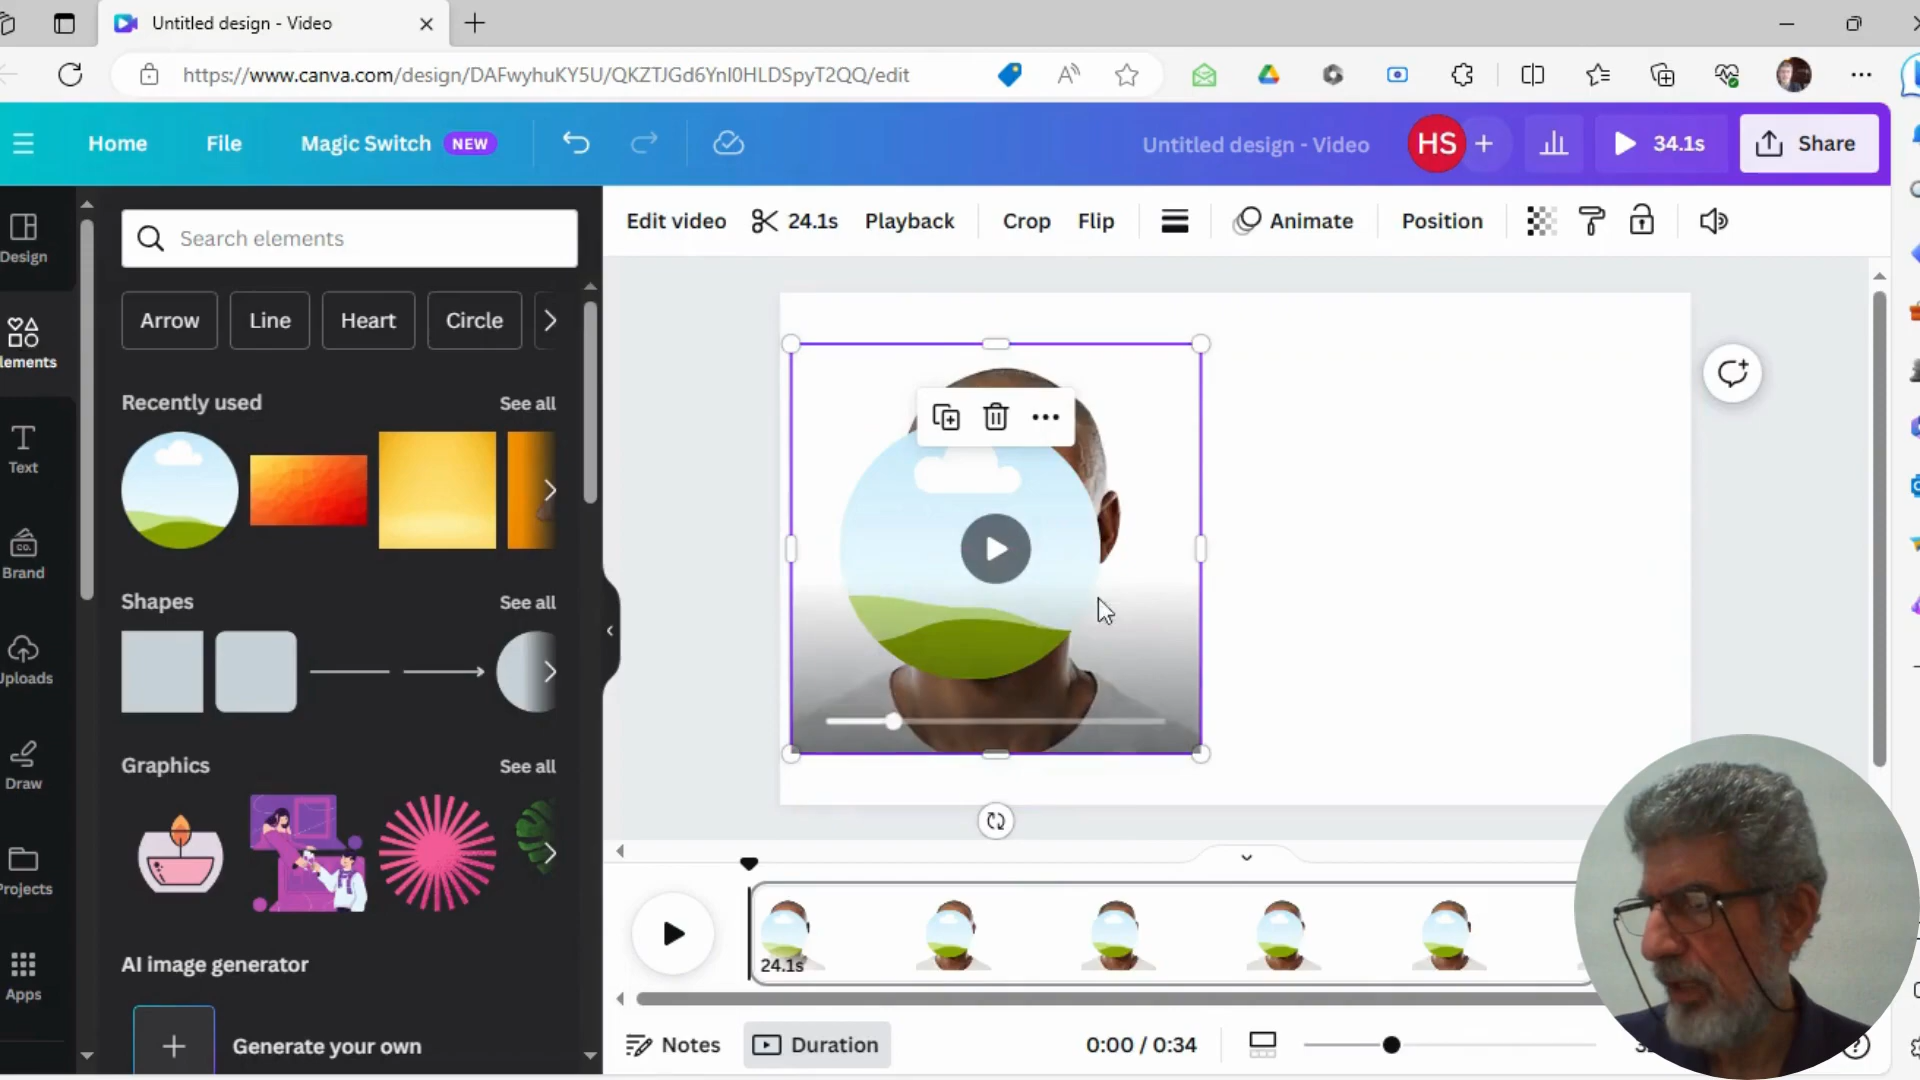 Untitled design - Video
https://www.canva.com/design/DAFwyhuKY5U/QKZTJGd6YnI0HLDSpyT2QQ/edit
Home File Magic Switch NEW Untitled design - Video HS 34.1s Share
Edit video 24.1s Playback Crop Flip Animate Position
Search elements
Arrow Line Heart Circle
Design
Elements
Text
Brand
Uploads
Draw
Projects
Apps
Recently used See all
Shapes See all
Graphics See all
AI image generator
Generate your own
24.1s
Notes Duration 0:00 / 0:34